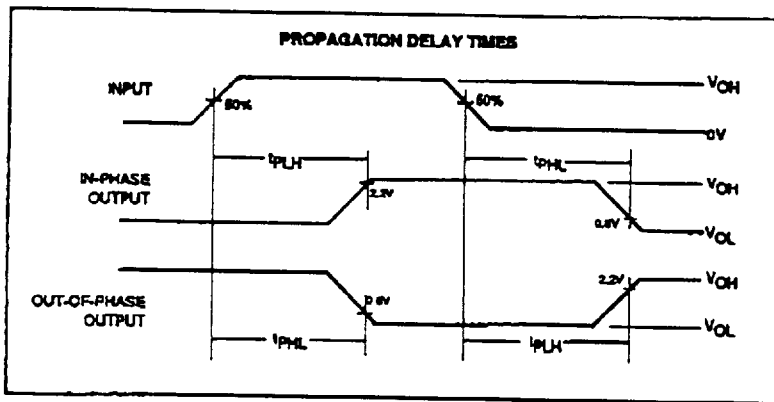 PROPAGATION DELAY TIMES
INPUT
50%
50%
VOH
0V
tPLH
tPHL
IN-PHASE
OUTPUT
2.2V
VOH
0.8V
VOL
OUT-OF-PHASE
OUTPUT
0.8V
2.2V
VOH
VOL
tPHL
tPLH